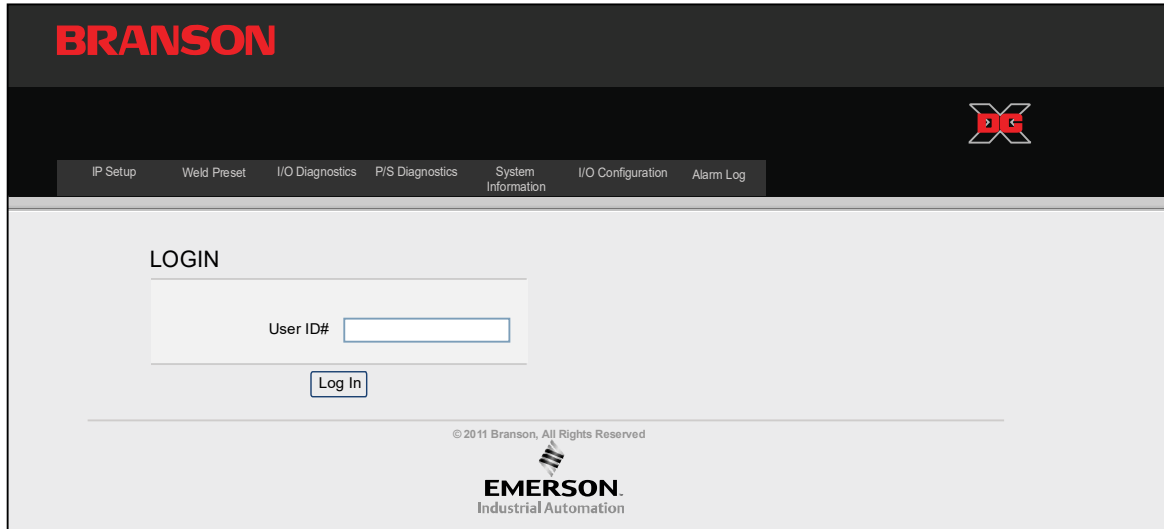 BRANSON
DCX
IP Setup
Weld Preset
I/O Diagnostics
P/S Diagnostics
System
Information
I/O Configuration
Alarm Log
LOGIN
User ID#
Log In
© 2011 Branson, All Rights Reserved
EMERSON.
Industrial Automation